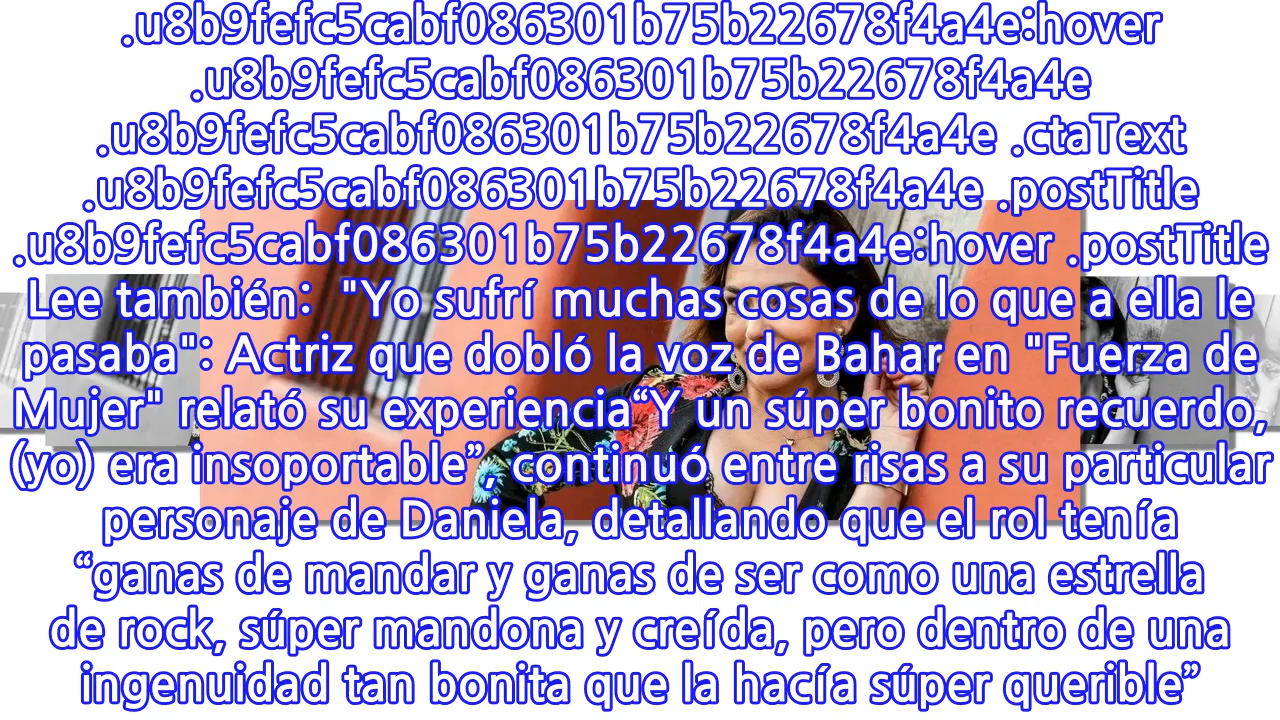 .u8b9fefc5cabf086301b75b22678f4a4e:hover
.u8b9fefc5cabf086301b75b22678f4a4e
.u8b9fefc5cabf086301b75b22678f4a4e .ctaText
.u8b9fefc5cabf086301b75b22678f4a4e .postTitle
.u8b9fefc5cabf086301b75b22678f4a4e:hover .postTitle
Lee también:  "Yo sufrí muchas cosas de lo que a ella le
pasaba": Actriz que dobló la voz de Bahar en "Fuerza de
Mujer" relató su experiencia“Y un súper bonito recuerdo,
(yo) era insoportable”, continuó entre risas a su particular
personaje de Daniela, detallando que el rol tenía
“ganas de mandar y ganas de ser como una estrella
de rock, súper mandona y creída, pero dentro de una
ingenuidad tan bonita que la hacía súper querible”